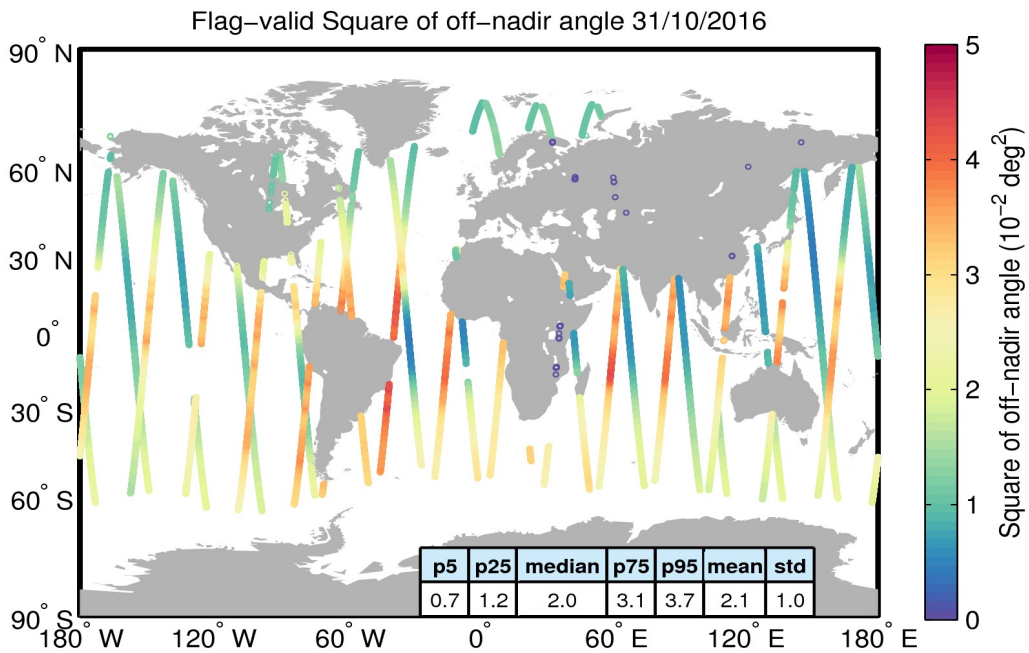 Flag−valid Square of off−nadir angle 31/10/2016
90° N
60° N
30° N
0°
30° S
60° S
90° S
180° W
120° W
60° W
0°
60° E
120° E
180° E
p5 p25 median p75 p95 mean std
0.7 1.2 2.0 3.1 3.7 2.1 1.0
5
4
3
2
1
0
Square of off−nadir angle (10⁻² deg²)